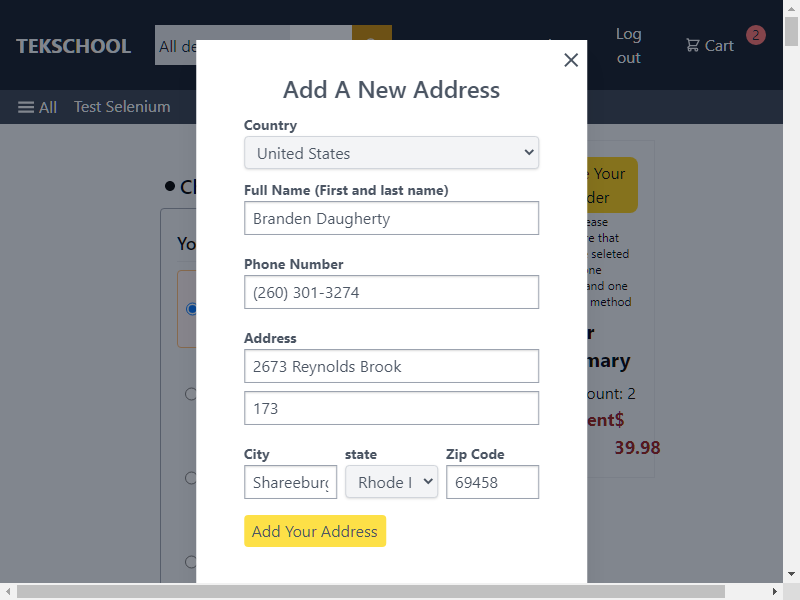 TEKSCHOOL
All de
Log
out
Cart
2
All
Test Selenium
Add A New Address
Country
United States
Full Name (First and last name)
Branden Daugherty
Phone Number
(260) 301-3274
Address
2673 Reynolds Brook
173
City
state
Zip Code
Shareeburg
Rhode I
69458
Add Your Address
Yo
Your
der
ease
e that
seleted
one
and one
method
r
mary
ount: 2
ent$
39.98